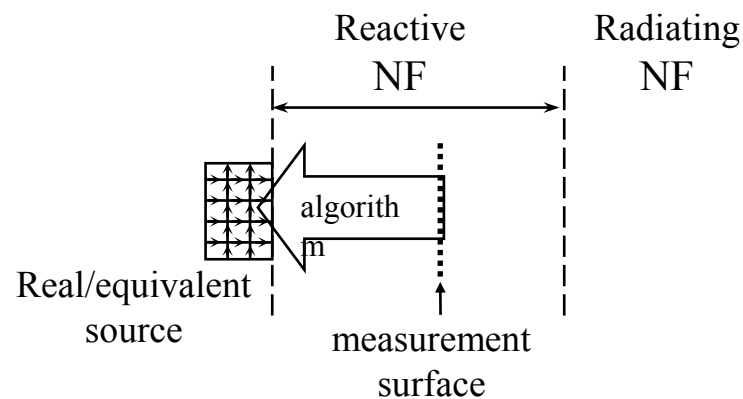 Reactive
NF
Radiating
NF
algorith
m
Real/equivalent
source
measurement
surface